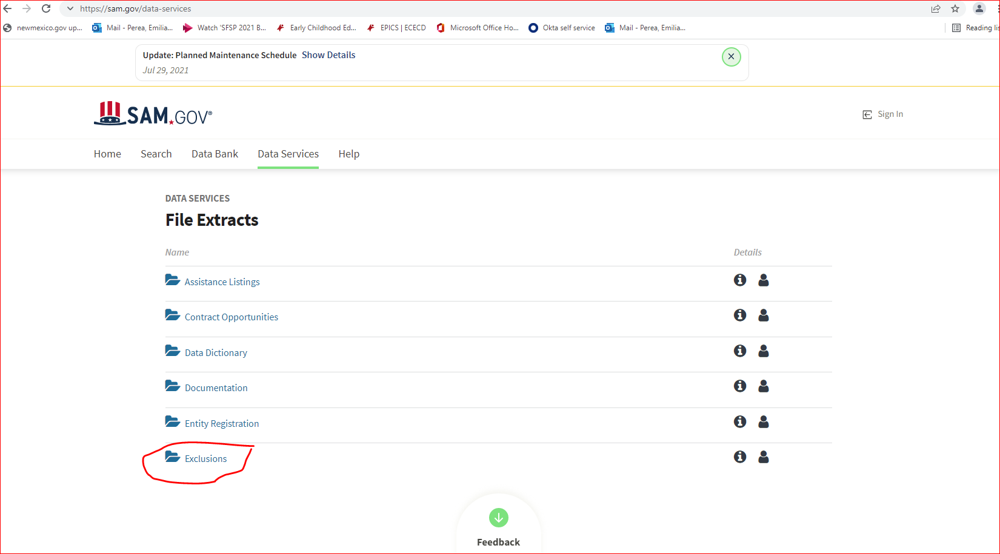 https://sam.gov/data-services
newmexico.gov up... Mail - Perea, Emilia... Watch 'SFSP 2021 B... Early Childhood Ed... EPICS | ECECD Microsoft Office Ho... Okta self service Mail - Perea, Emilia... Reading lis
Update: Planned Maintenance Schedule Show Details
Jul 29, 2021
SAM.GOV®
Sign In
Home Search Data Bank Data Services Help
DATA SERVICES
File Extracts
Name Details
Assistance Listings
Contract Opportunities
Data Dictionary
Documentation
Entity Registration
Exclusions
Feedback